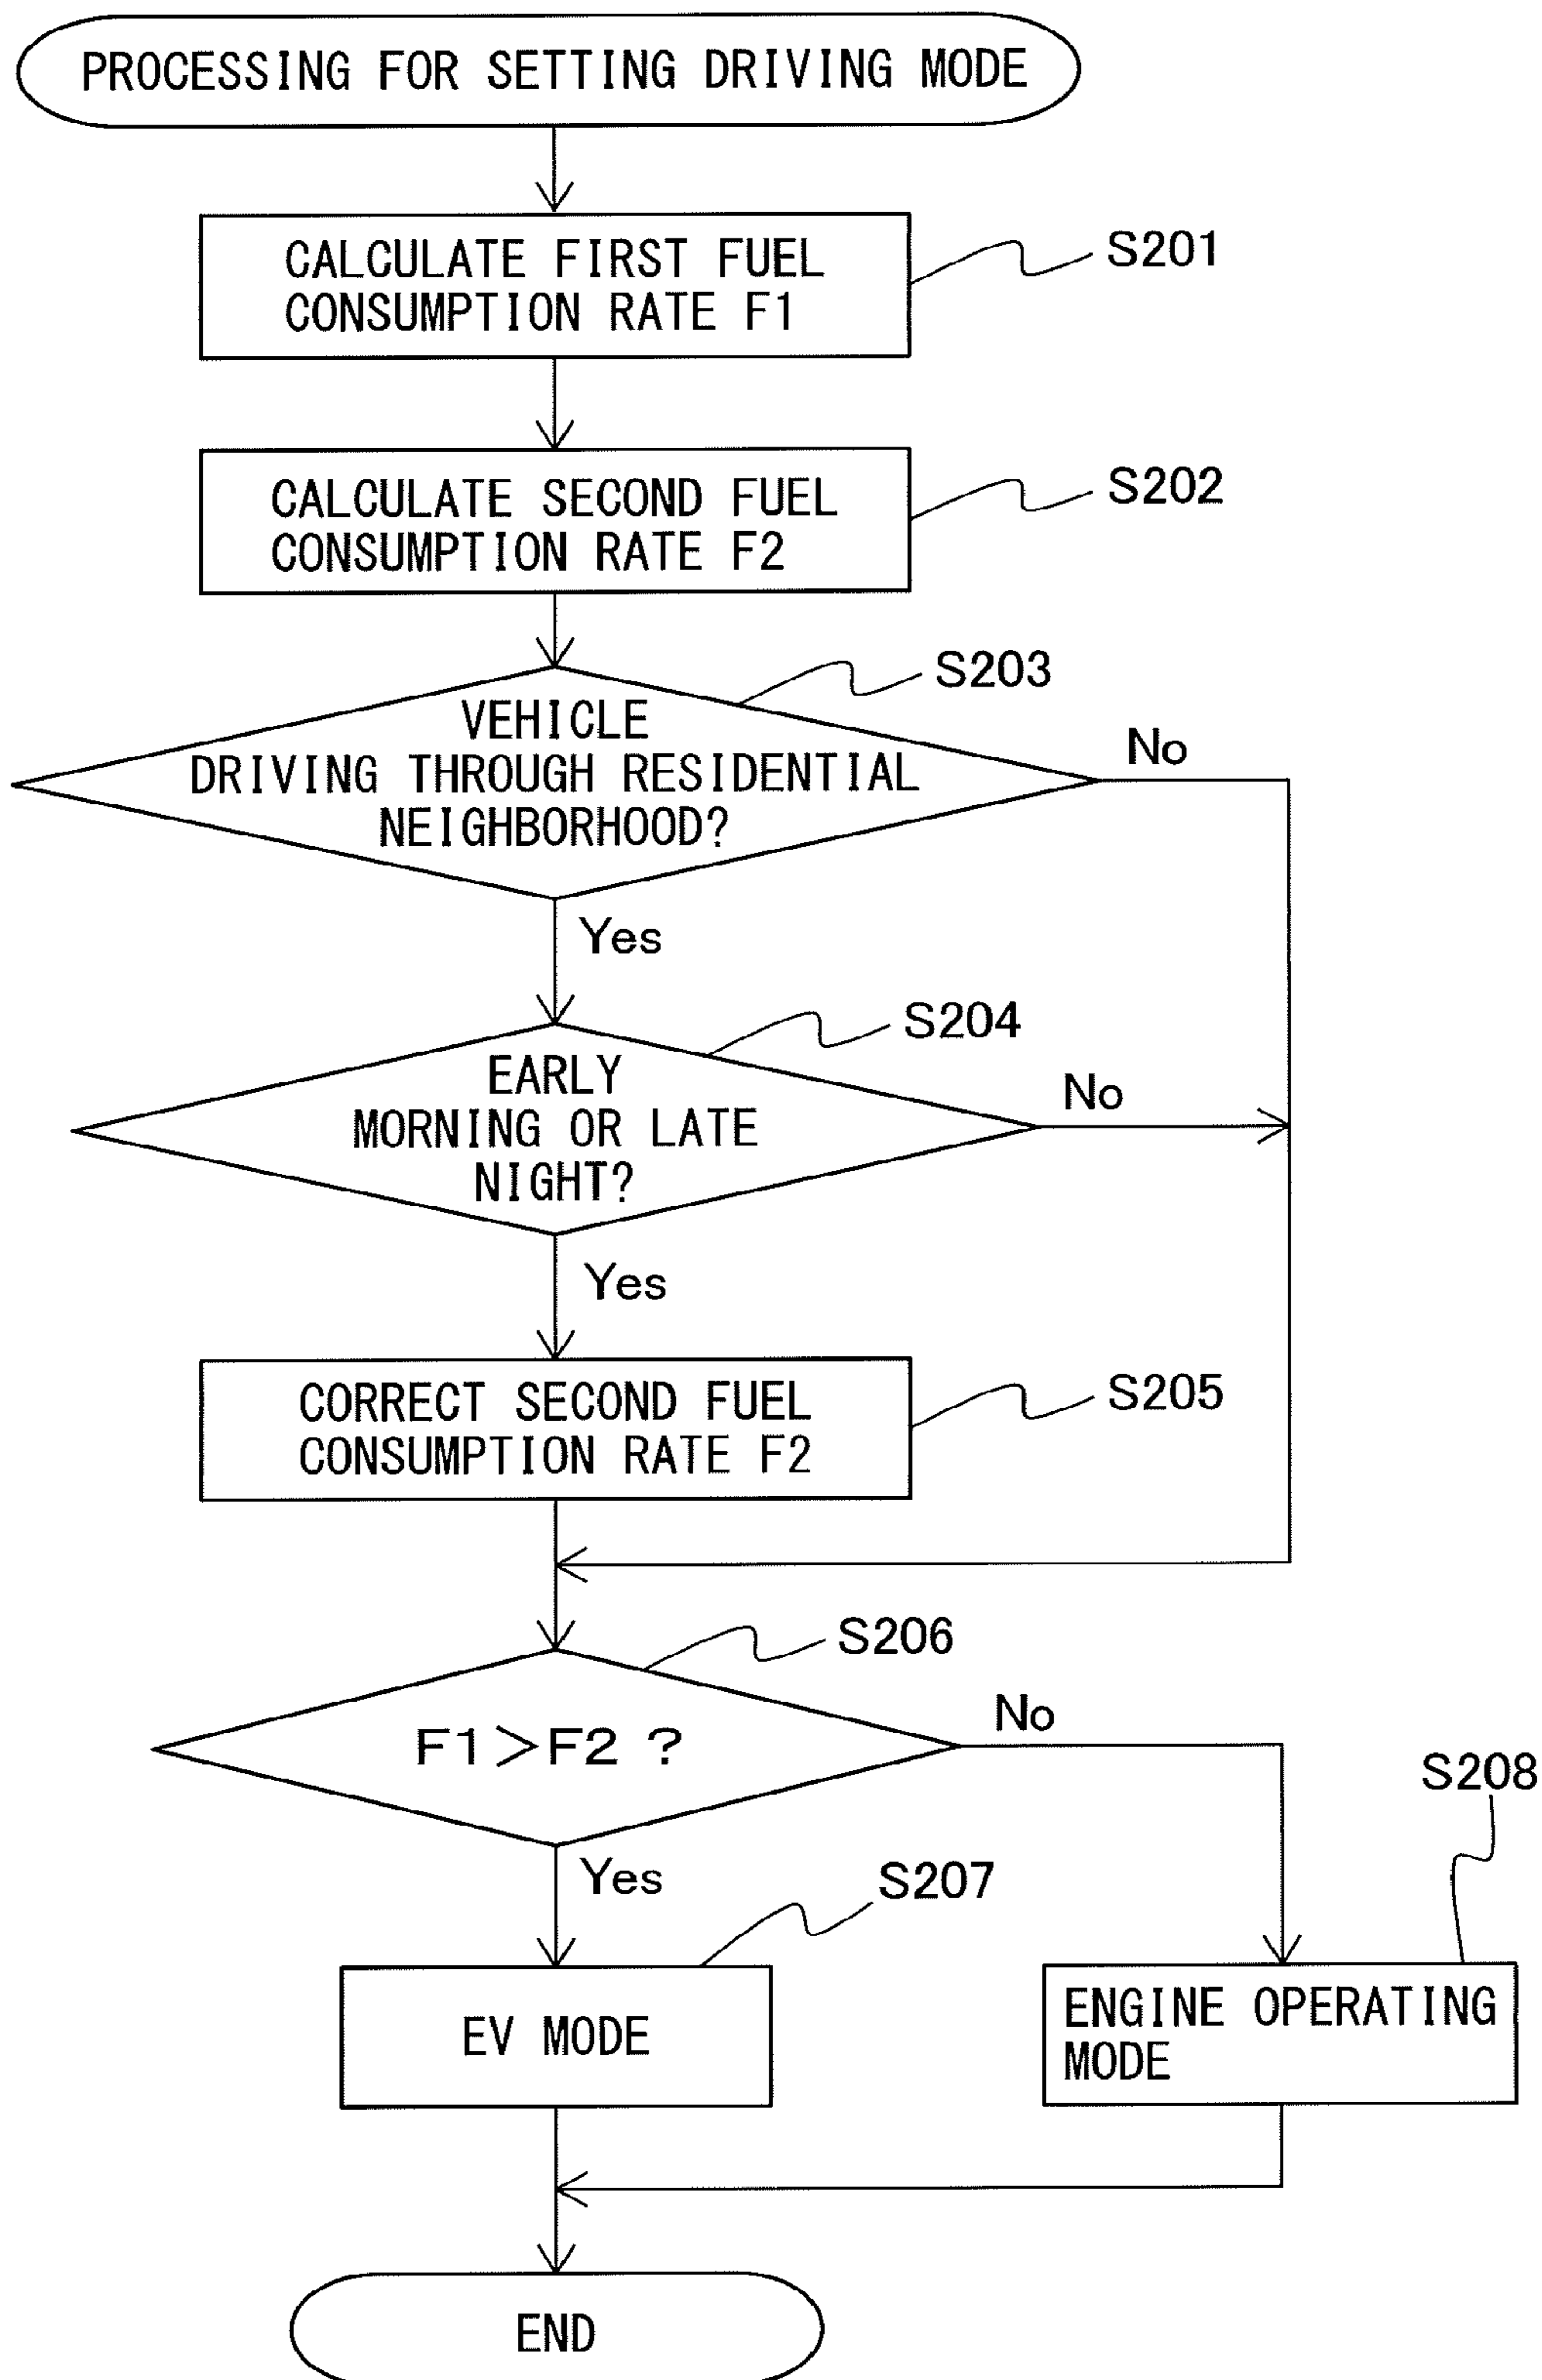 PROCESSING FOR SETTING DRIVING MODE
CALCULATE FIRST FUEL
CONSUMPTION RATE F1
S201
CALCULATE SECOND FUEL
CONSUMPTION RATE F2
S202
S203
VEHICLE
DRIVING THROUGH RESIDENTIAL
NEIGHBORHOOD?
No
Yes
S204
EARLY
MORNING OR LATE
NIGHT?
No
Yes
CORRECT SECOND FUEL
CONSUMPTION RATE F2
S205
S206
F1>F2 ?
No
Yes
S207
S208
EV MODE
ENGINE OPERATING
MODE
END